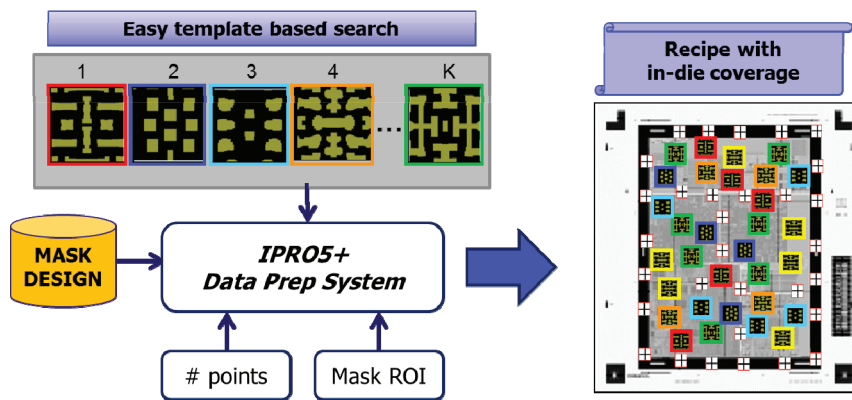 Easy template based search
1 2 3 4 K
...
Recipe with
in-die coverage
MASK
DESIGN
IPRO5+
Data Prep System
# points
Mask ROI